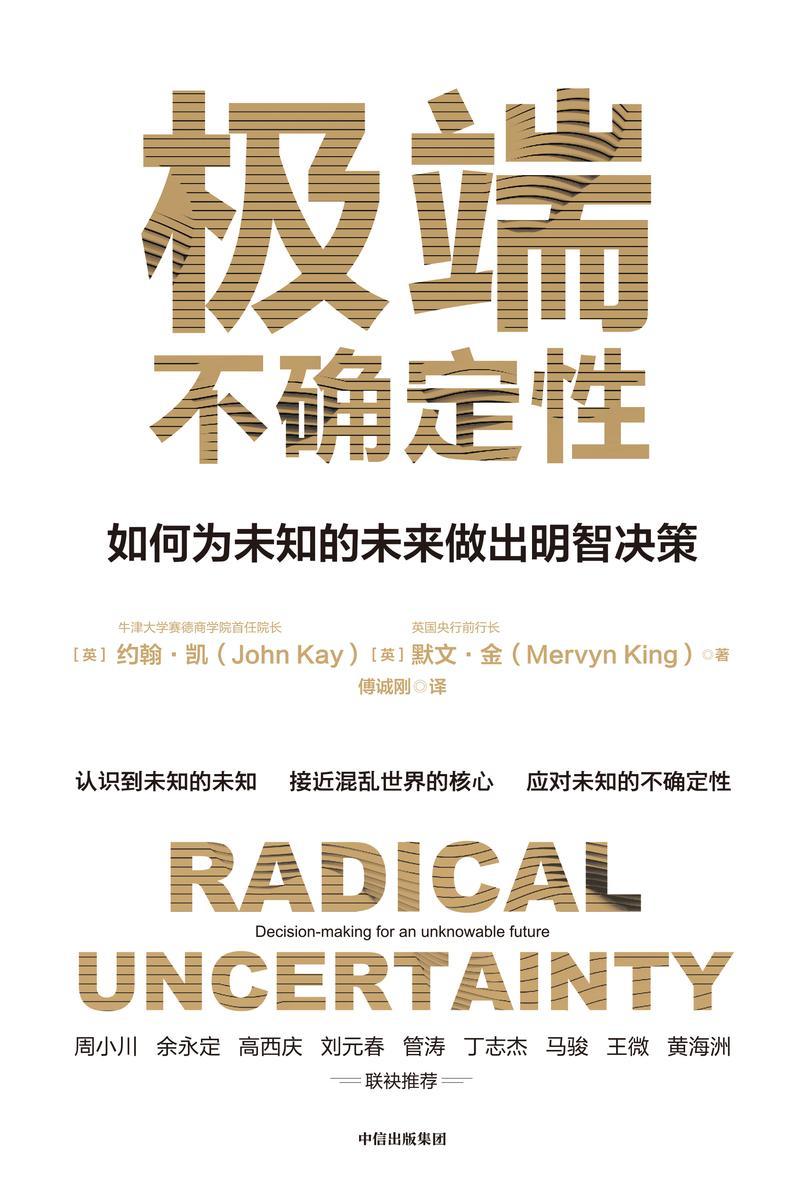 极端
不确定性
如何为未知的未来做出明智决策
牛津大学赛德商学院首任院长 英国央行前行长
［英］约翰·凯（John Kay）［英］默文·金（Mervyn King）◎著
傅诚刚◎译
认识到未知的未知 接近混乱世界的核心 应对未知的不确定性
RADICAL
Decision-making for an unknowable future
UNCERTAINTY
周小川 余永定 高西庆 刘元春 管涛 丁志杰 马骏 王微 黄海洲
联袂推荐
中信出版集团